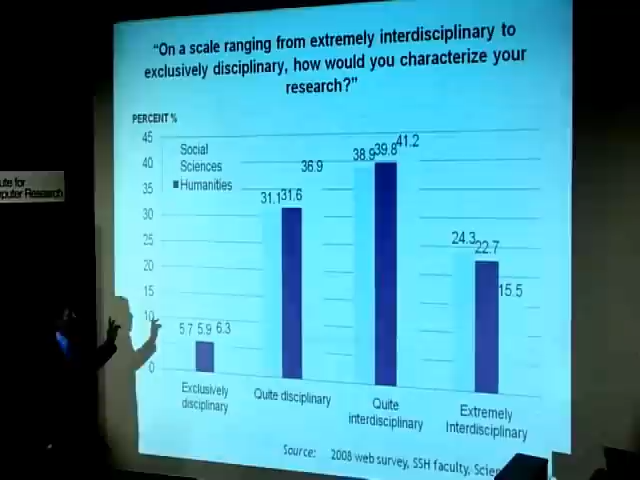 "On a scale ranging from extremely interdisciplinary to
exclusively disciplinary, how would you characterize your
research?"
PERCENT %
45
40
35
30
25
20
15
10
0
Social
Sciences
Humanities
5.7 5.9 6.3
31.1 31.6 36.9
38.9 39.8 41.2
24.3 22.7 15.5
Exclusively
disciplinary
Quite disciplinary
Quite
interdisciplinary
Extremely
Interdisciplinary
Source: 2008 web survey, SSH faculty,
Research